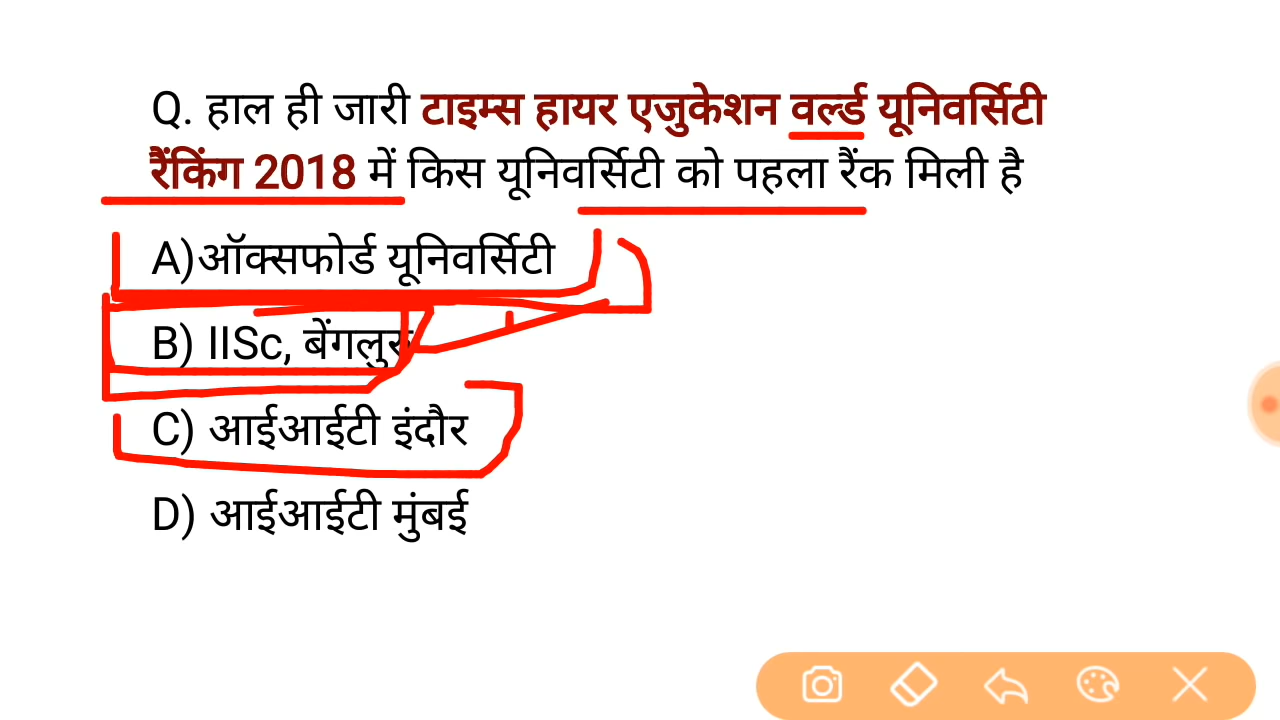 Q. हाल ही जारी टाइम्स हायर एजुकेशन वर्ल्ड यूनिवर्सिटी
रैंकिंग 2018 में किस यूनिवर्सिटी को पहला रैंक मिली है
A)ऑक्सफोर्ड यूनिवर्सिटी
B) IISc, बेंगलुरु
C) आईआईटी इंदौर
D) आईआईटी मुंबई